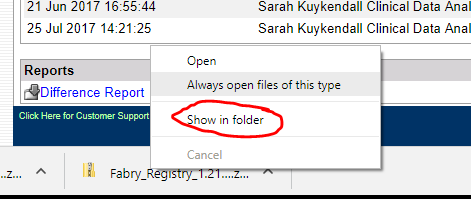 21 Jun 2017 16:55:44 Sarah Kuykendall Clinical Data Anal
25 Jul 2017 14:21:25 Sarah Kuykendall Clinical Data Anal
Reports
Difference Report
Click Here for Customer Support
Open
Always open files of this type
Show in folder
Cancel
...z...
Fabry_Registry_1.21....z...